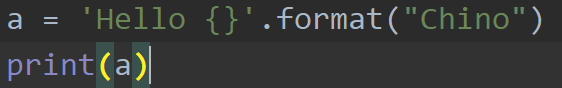 a = 'Hello {}'.format("Chino")
print(a)